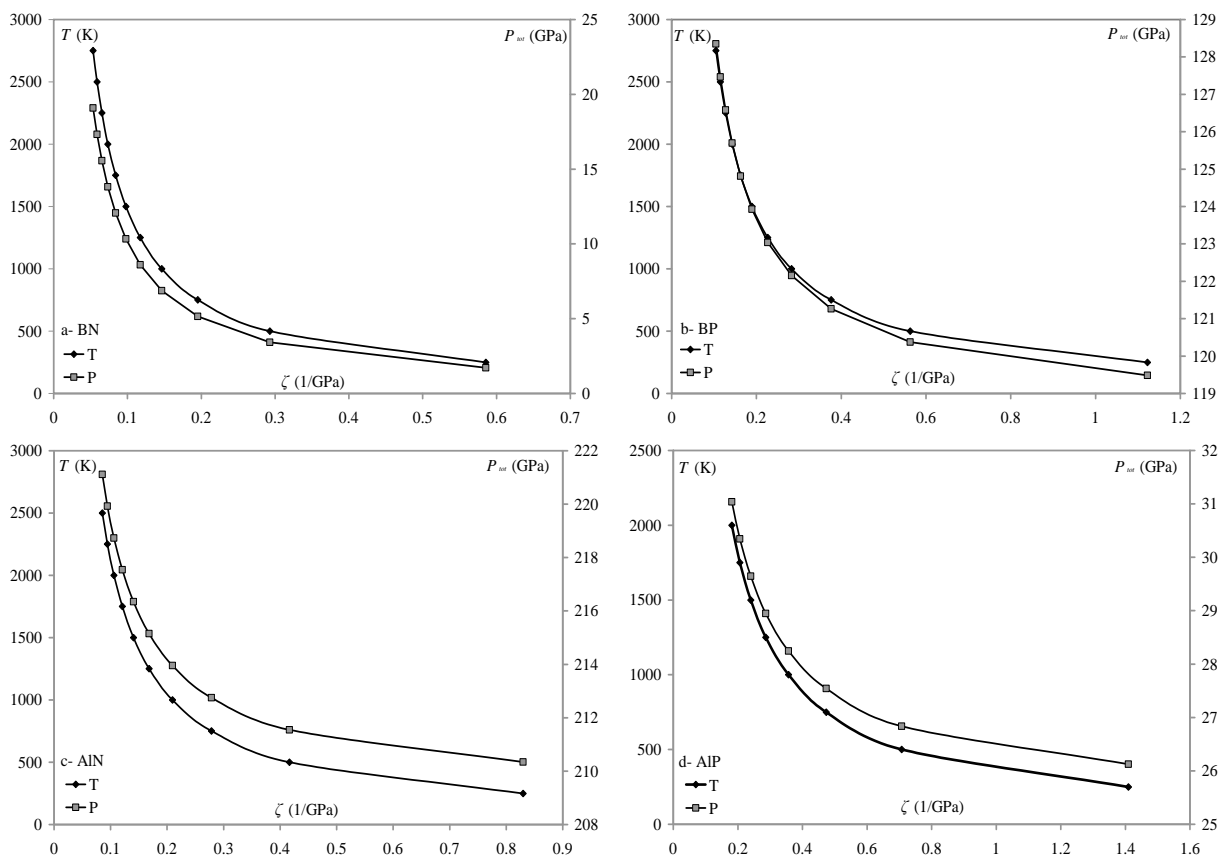 3000 25 3000 129
T (K) P tot (GPa) T (K) P tot (GPa)
128
2500 2500
20 127
2000 2000 126
15 125
1500 1500
124
10
1000 1000 123
122
500 a- BN 5 500 b- BP 121
T T 120
P ζ (1/GPa) P ζ (1/GPa)
0 0 0 119
0 0.1 0.2 0.3 0.4 0.5 0.6 0.7 0 0.2 0.4 0.6 0.8 1 1.2
3000 222 2500 32
T (K) P tot (GPa) T (K) P tot (GPa)
2500 220 31
2000
218 30
2000
1500
216 29
1500
214 1000 28
1000
212 27
c- AlN 500 d- AlP
500
T 210 T 26
P ζ (1/GPa) P ζ (1/GPa)
0 208 0 25
0 0.1 0.2 0.3 0.4 0.5 0.6 0.7 0.8 0.9 0 0.2 0.4 0.6 0.8 1 1.2 1.4 1.6